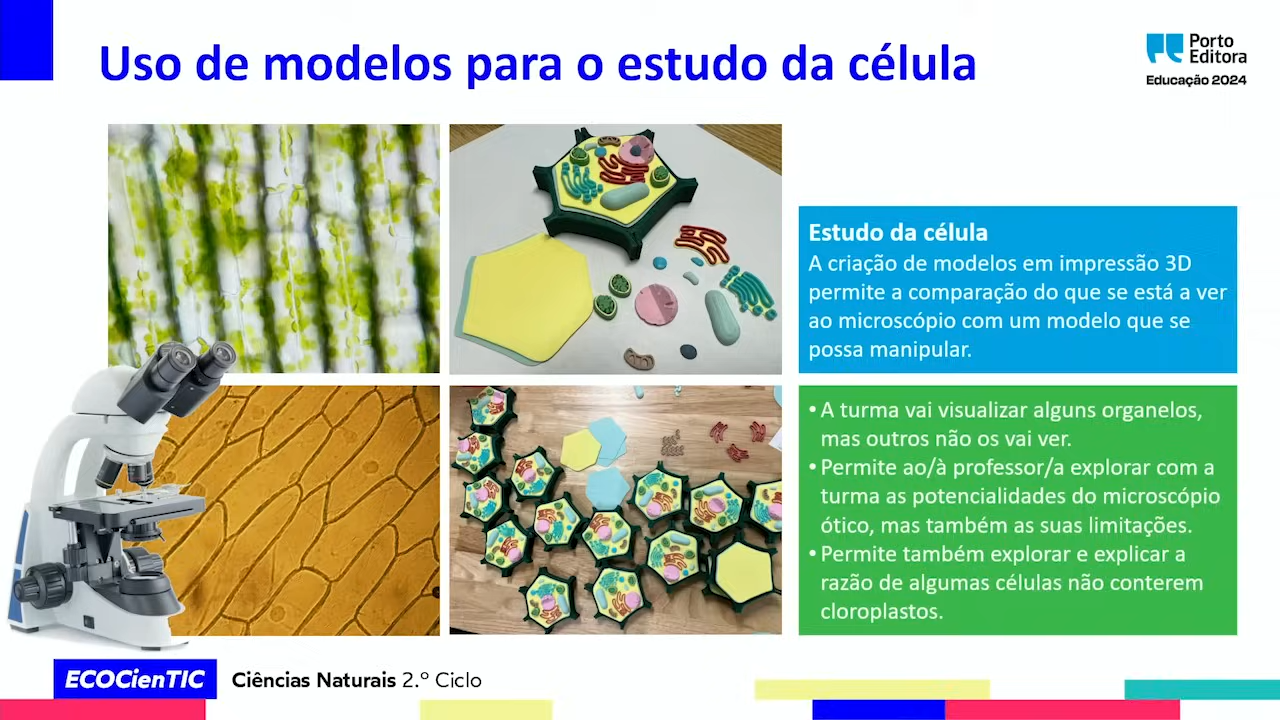 Uso de modelos para o estudo da célula
Porto
Editora
Educação 2024
Estudo da célula
A criação de modelos em impressão 3D
permite a comparação do que se está a ver
ao microscópio com um modelo que se
possa manipular.
• A turma vai visualizar alguns organelos,
mas outros não os vai ver.
• Permite ao/à professor/a explorar com a
turma as potencialidades do microscópio
ótico, mas também as suas limitações.
• Permite também explorar e explicar a
razão de algumas células não conterem
cloroplastos.
ECOCienTIC Ciências Naturais 2.º Ciclo